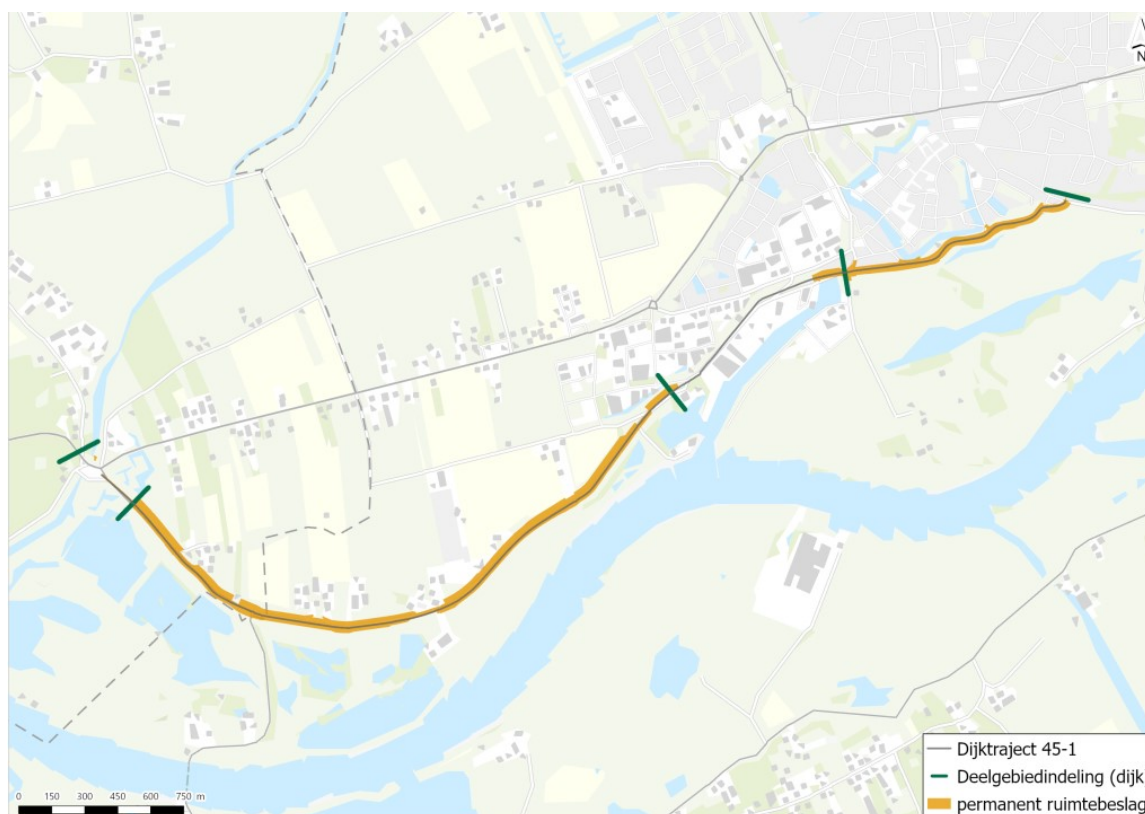 N
Dijktraject 45-1
Deelgebiedindeling (dijk
permanent ruimtebeslag
0 150 300 450 600 750 m